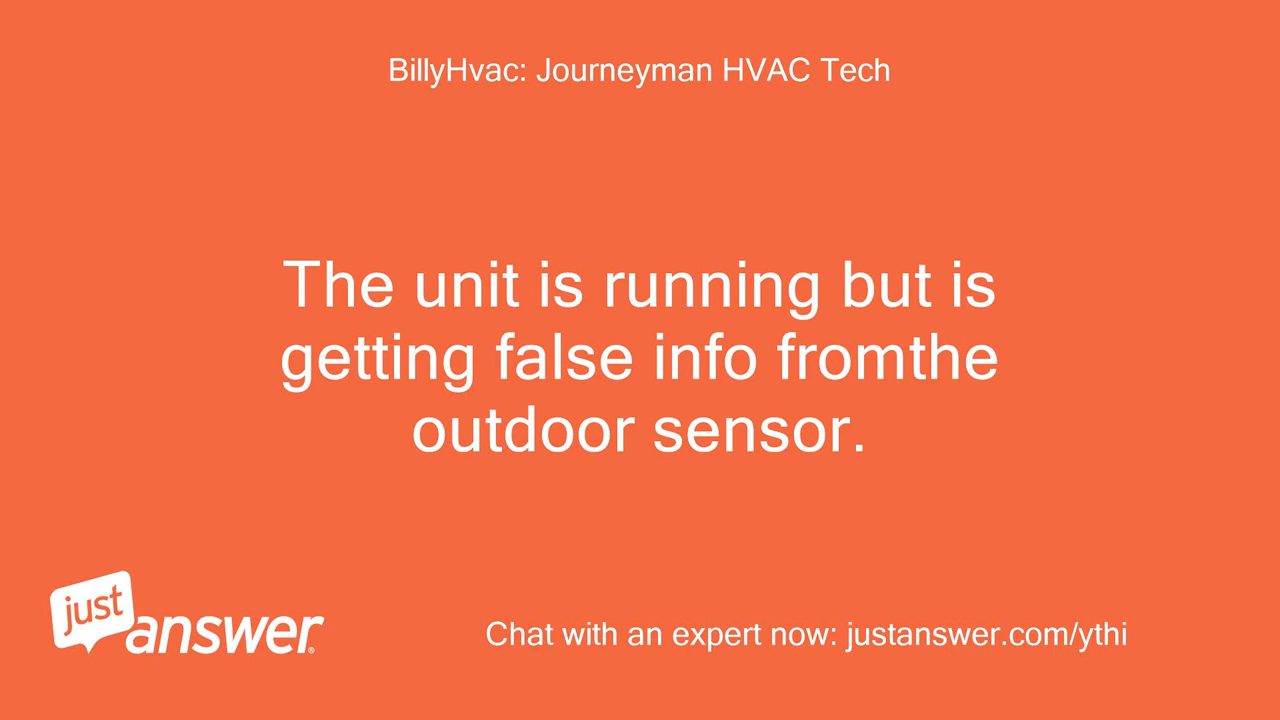 BillyHvac: Journeyman HVAC Tech
The unit is running but is
getting false info fromthe
outdoor sensor.
just
answer®
Chat with an expert now: justanswer.com/ythi